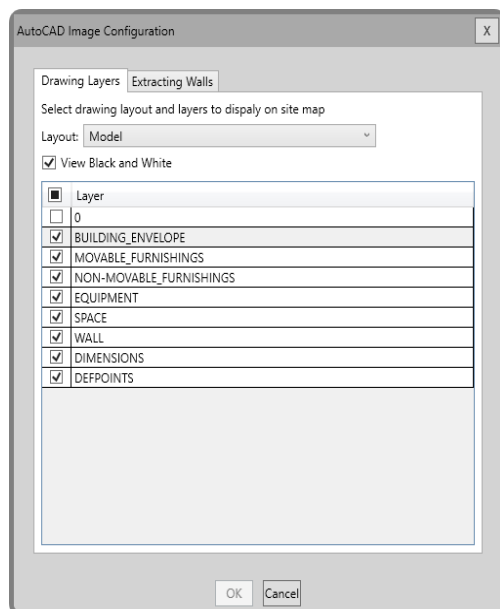 AutoCAD Image Configuration X
Drawing Layers Extracting Walls
Select drawing layout and layers to dispaly on site map
Layout: Model
View Black and White
Layer
0
BUILDING_ENVELOPE
MOVABLE_FURNISHINGS
NON-MOVABLE_FURNISHINGS
EQUIPMENT
SPACE
WALL
DIMENSIONS
DEFPOINTS
OK Cancel